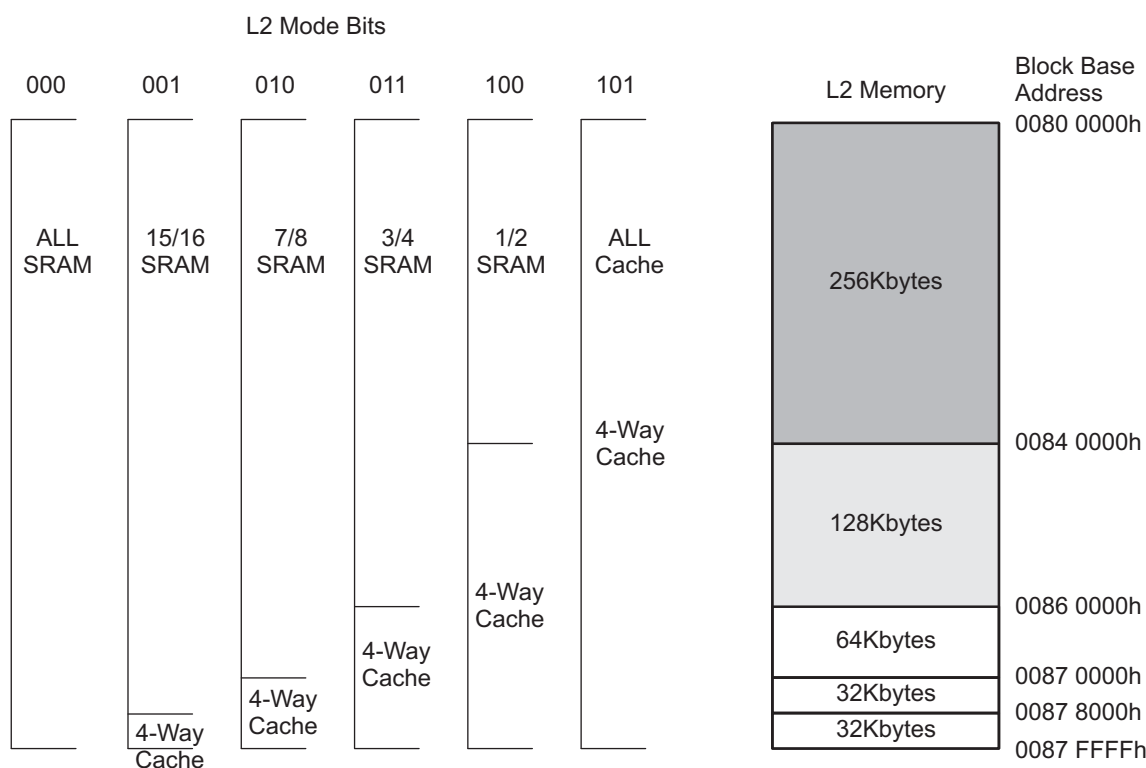 L2 Mode Bits
000
001
010
011
100
101
L2 Memory
Block Base
Address
0080 0000h
ALL
SRAM
15/16
SRAM
7/8
SRAM
3/4
SRAM
1/2
SRAM
ALL
Cache
256Kbytes
4-Way
Cache
0084 0000h
128Kbytes
4-Way
Cache
0086 0000h
4-Way
Cache
64Kbytes
0087 0000h
4-Way
Cache
32Kbytes
0087 8000h
4-Way
Cache
32Kbytes
0087 FFFFh